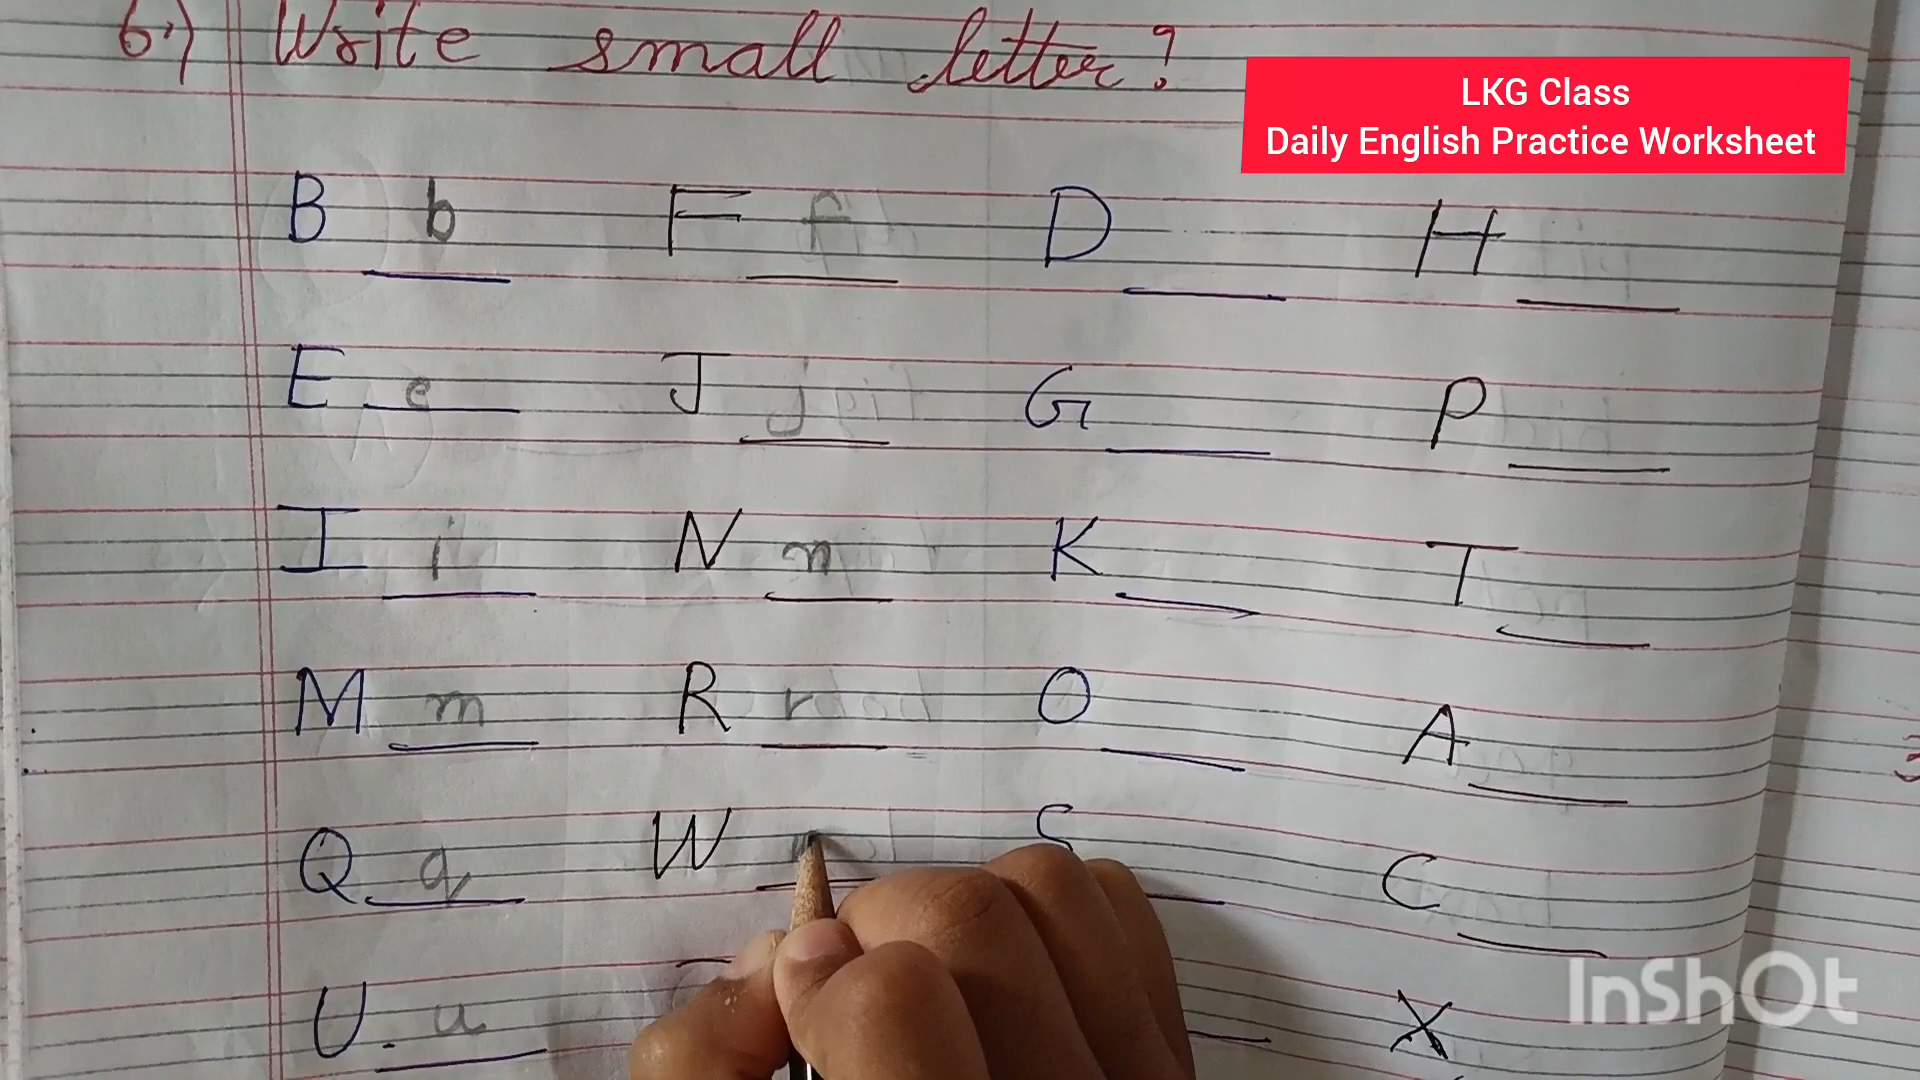 6.) Write small letter?
LKG Class
Daily English Practice Worksheet
B b F f D H
E e J j G P
I i N n K T
M m R r O A
Q q W S C
U. u X
InShOt